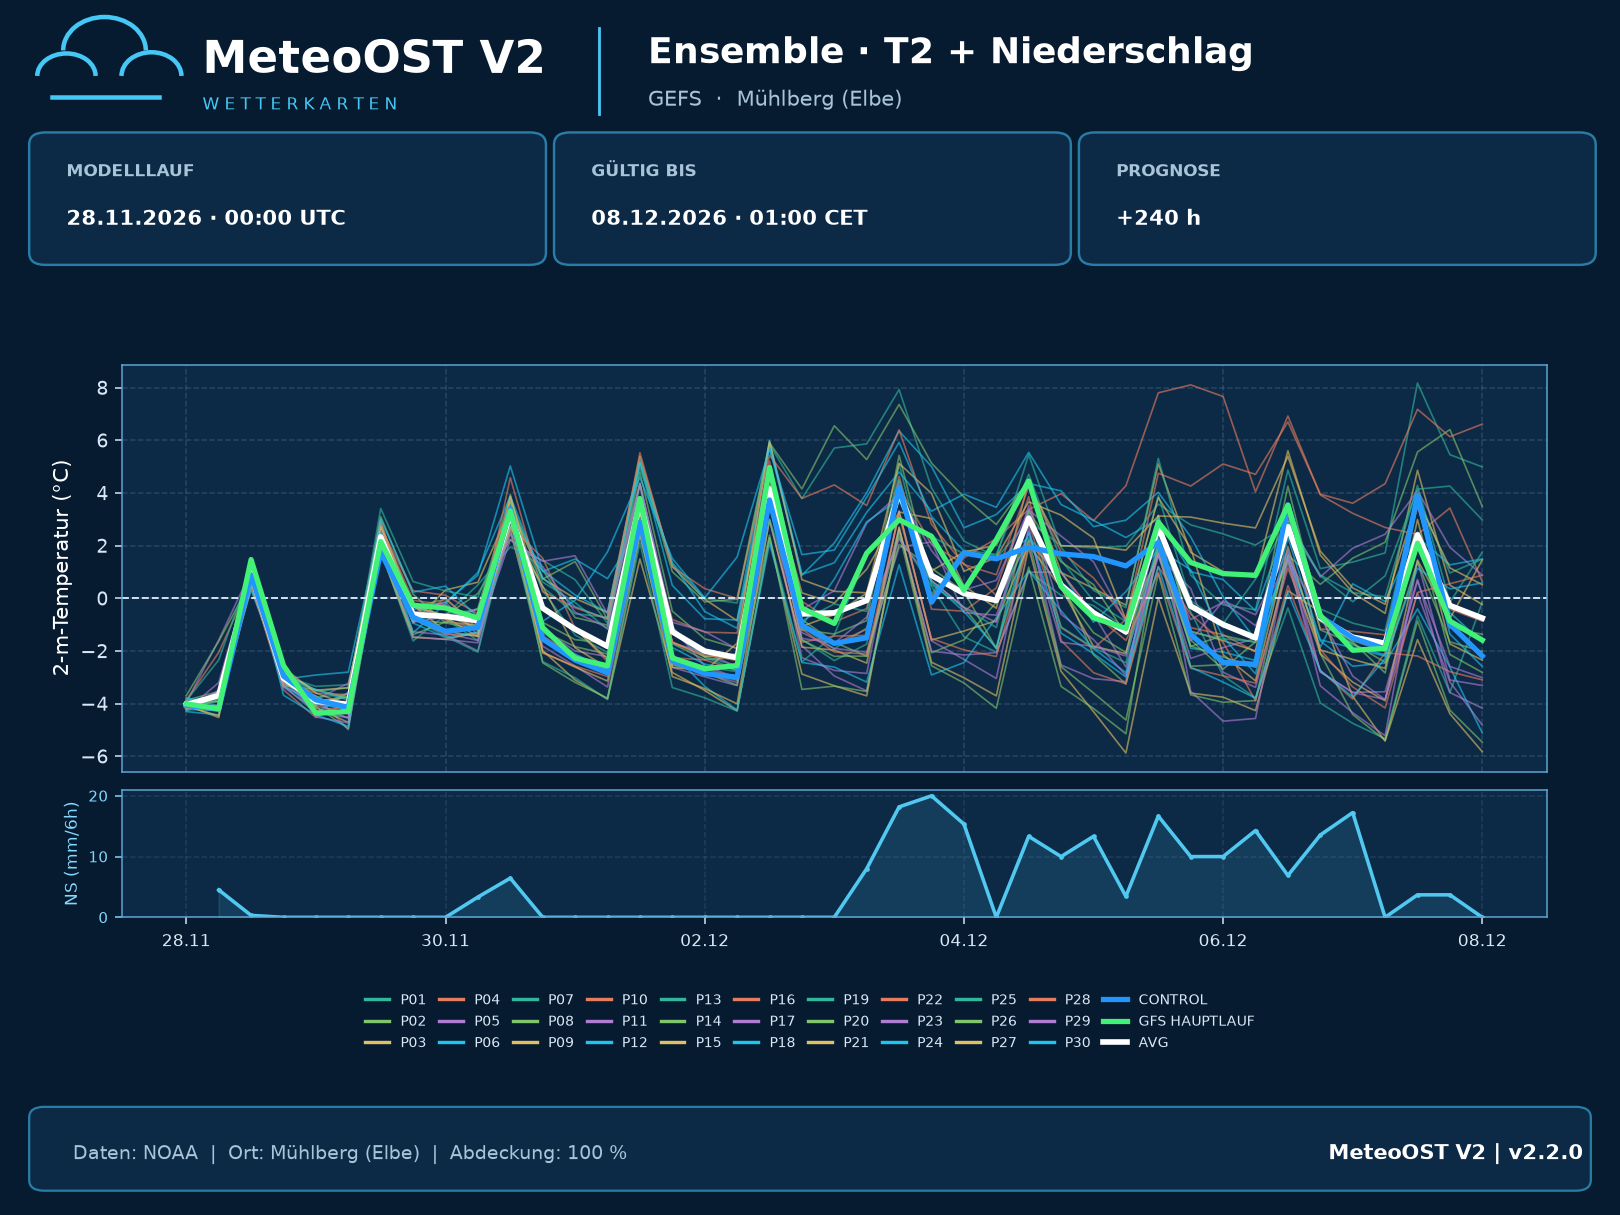 MeteoOST V2
WETTERKARTEN
Ensemble · T2 + Niederschlag
GEFS · Mühlberg (Elbe)
MODELLLAUF
28.11.2026 · 00:00 UTC
GÜLTIG BIS
08.12.2026 · 01:00 CET
PROGNOSE
+240 h
2-m-Temperatur (°C)
8
6
4
2
0
−2
−4
−6
NS (mm/6h)
20
10
0
28.11 30.11 02.12 04.12 06.12 08.12
P01 P04 P07 P10 P13 P16 P19 P22 P25 P28 CONTROL
P02 P05 P08 P11 P14 P17 P20 P23 P26 P29 GFS HAUPTLAUF
P03 P06 P09 P12 P15 P18 P21 P24 P27 P30 AVG
Daten: NOAA | Ort: Mühlberg (Elbe) | Abdeckung: 100 %
MeteoOST V2 | v2.2.0